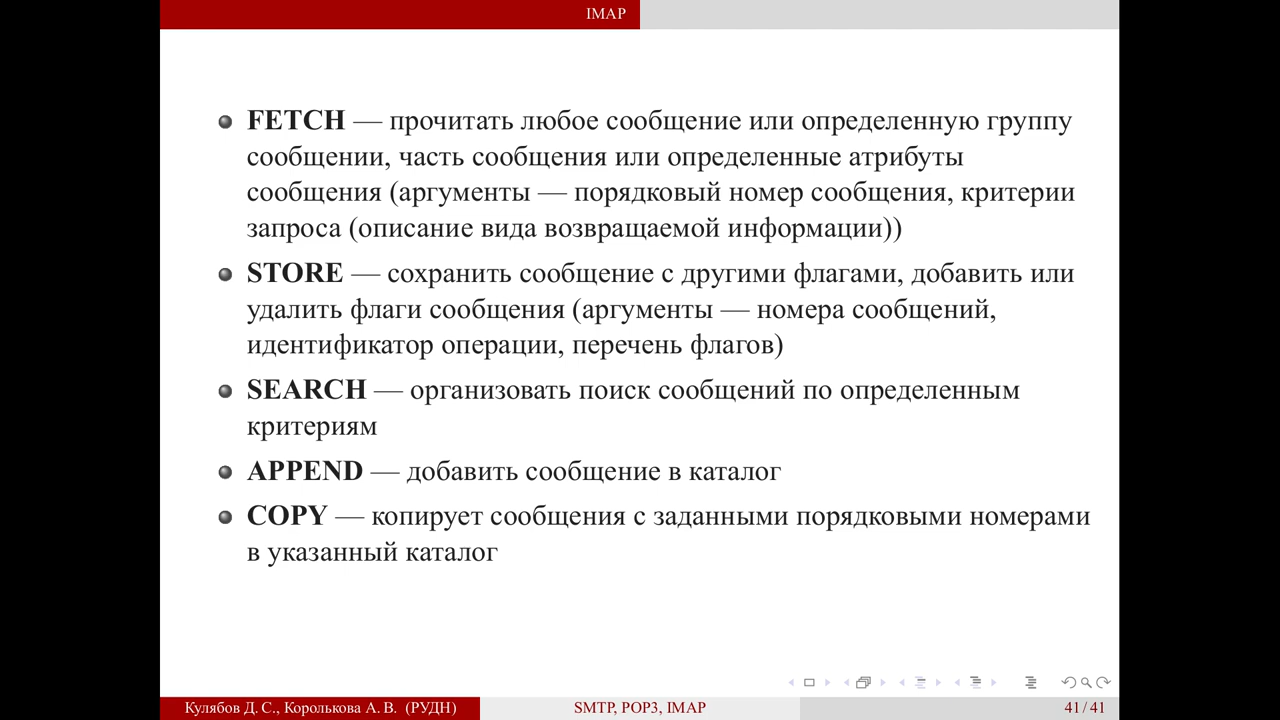 IMAP
FETCH — прочитать любое сообщение или определенную группу
сообщении, часть сообщения или определенные атрибуты
сообщения (аргументы — порядковый номер сообщения, критерии
запроса (описание вида возвращаемой информации))
STORE — сохранить сообщение с другими флагами, добавить или
удалить флаги сообщения (аргументы — номера сообщений,
идентификатор операции, перечень флагов)
SEARCH — организовать поиск сообщений по определенным
критериям
APPEND — добавить сообщение в каталог
COPY — копирует сообщения с заданными порядковыми номерами
в указанный каталог
Кулябов Д. С., Королькова А. В. (РУДН) SMTP, POP3, IMAP 41 / 41